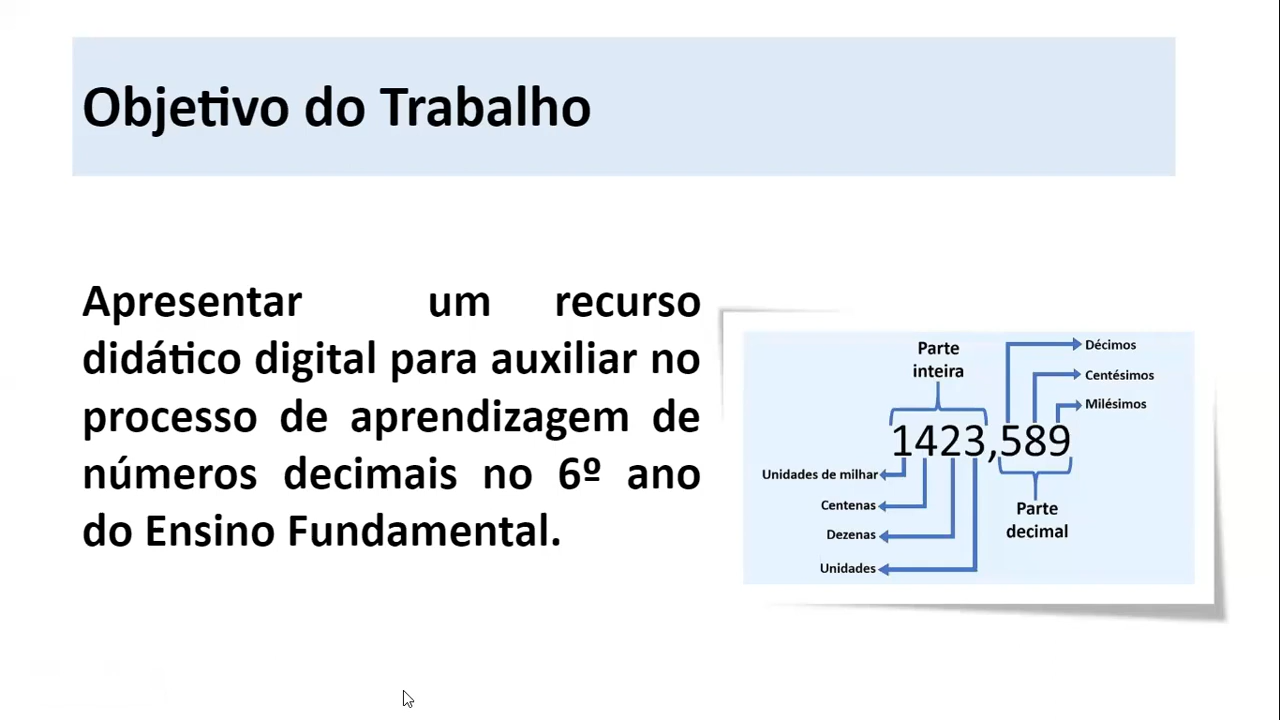 Objetivo do Trabalho
Apresentar um recurso
didático digital para auxiliar no
processo de aprendizagem de
números decimais no 6º ano
do Ensino Fundamental.
Parte
inteira
Décimos
Centésimos
Milésimos
1423,589
Unidades de milhar
Centenas
Dezenas
Unidades
Parte
decimal